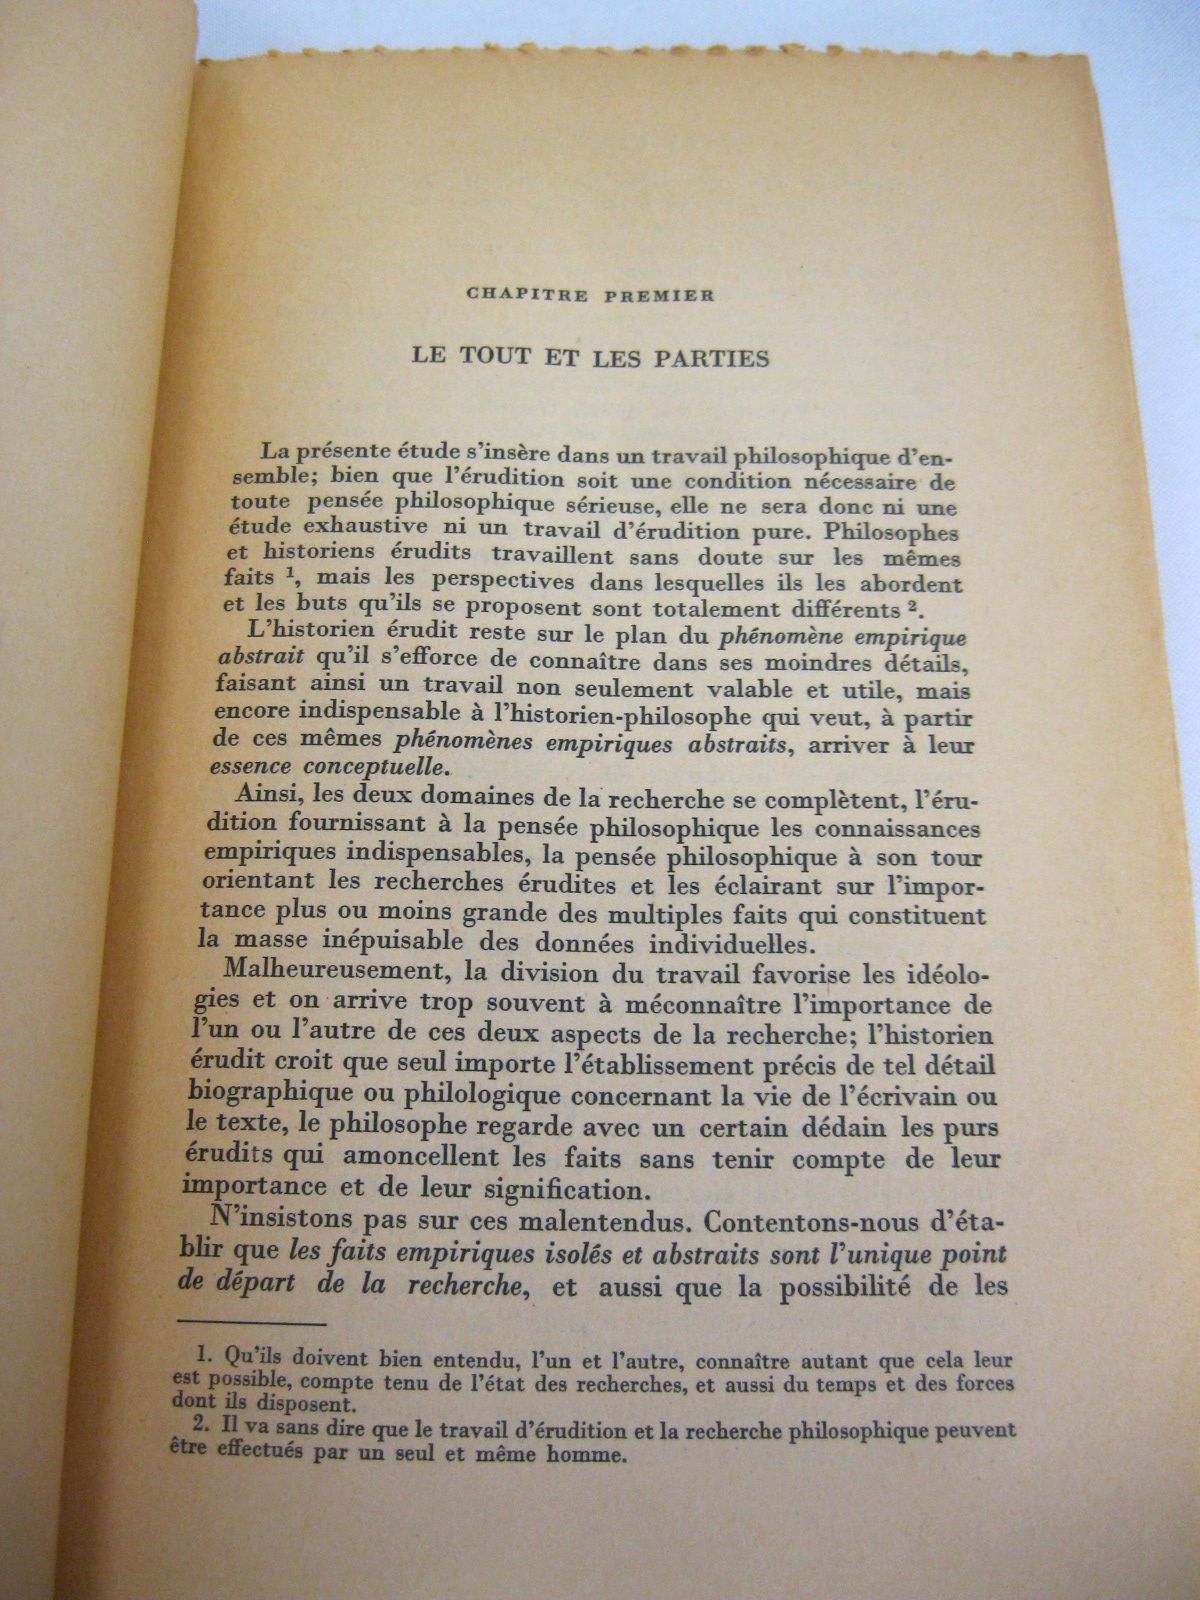 CHAPITRE PREMIER
LE TOUT ET LES PARTIES
La présente étude s'insère dans un travail philosophique d'en-
semble; bien que l'érudition soit une condition nécessaire de
toute pensée philosophique sérieuse, elle ne sera donc ni une
étude exhaustive ni un travail d'érudition pure. Philosophes
et historiens érudits travaillent sans doute sur les mêmes
faits ¹, mais les perspectives dans lesquelles ils les abordent
et les buts qu'ils se proposent sont totalement différents ².
L'historien érudit reste sur le plan du phénomène empirique
abstrait qu'il s'efforce de connaître dans ses moindres détails,
faisant ainsi un travail non seulement valable et utile, mais
encore indispensable à l'historien-philosophe qui veut, à partir
de ces mêmes phénomènes empiriques abstraits, arriver à leur
essence conceptuelle.
Ainsi, les deux domaines de la recherche se complètent, l'éru-
dition fournissant à la pensée philosophique les connaissances
empiriques indispensables, la pensée philosophique à son tour
orientant les recherches érudites et les éclairant sur l'impor-
tance plus ou moins grande des multiples faits qui constituent
la masse inépuisable des données individuelles.
Malheureusement, la division du travail favorise les idéolo-
gies et on arrive trop souvent à méconnaître l'importance de
l'un ou l'autre de ces deux aspects de la recherche; l'historien
érudit croit que seul importe l'établissement précis de tel détail
biographique ou philologique concernant la vie de l'écrivain ou
le texte, le philosophe regarde avec un certain dédain les purs
érudits qui amoncellent les faits sans tenir compte de leur
importance et de leur signification.
N'insistons pas sur ces malentendus. Contentons-nous d'éta-
blir que les faits empiriques isolés et abstraits sont l'unique point
de départ de la recherche, et aussi que la possibilité de les
1. Qu'ils doivent bien entendu, l'un et l'autre, connaître autant que cela leur
est possible, compte tenu de l'état des recherches, et aussi du temps et des forces
dont ils disposent.
2. Il va sans dire que le travail d'érudition et la recherche philosophique peuvent
être effectués par un seul et même homme.